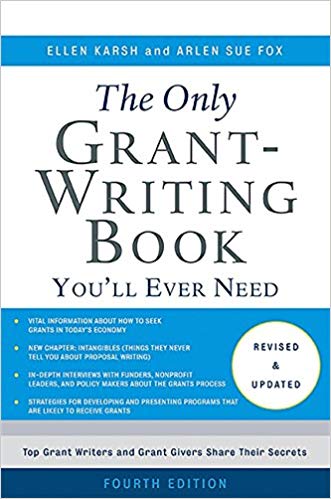 ELLEN KARSH and ARLEN SUE FOX
The Only
GRANT-
WRITING
BOOK
YOU'LL EVER NEED
• VITAL INFORMATION ABOUT HOW TO SEEK
GRANTS IN TODAY'S ECONOMY
• NEW CHAPTER: INTANGIBLES (THINGS THEY NEVER
TELL YOU ABOUT PROPOSAL WRITING)
• IN-DEPTH INTERVIEWS WITH FUNDERS, NONPROFIT
LEADERS, AND POLICY MAKERS ABOUT THE GRANTS PROCESS
• STRATEGIES FOR DEVELOPING AND PRESENTING PROGRAMS THAT
ARE LIKELY TO RECEIVE GRANTS
REVISED
&
UPDATED
Top Grant Writers and Grant Givers Share Their Secrets
FOURTH EDITION